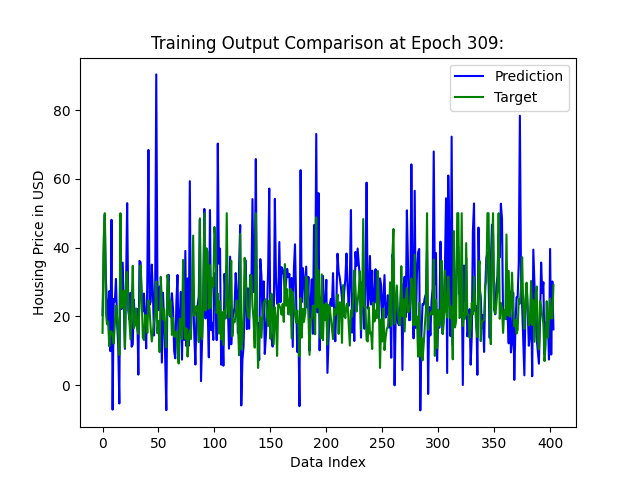 Training Output Comparison at Epoch 309:
Prediction
Target
80
60
40
20
0
Housing Price in USD
0 50 100 150 200 250 300 350 400
Data Index